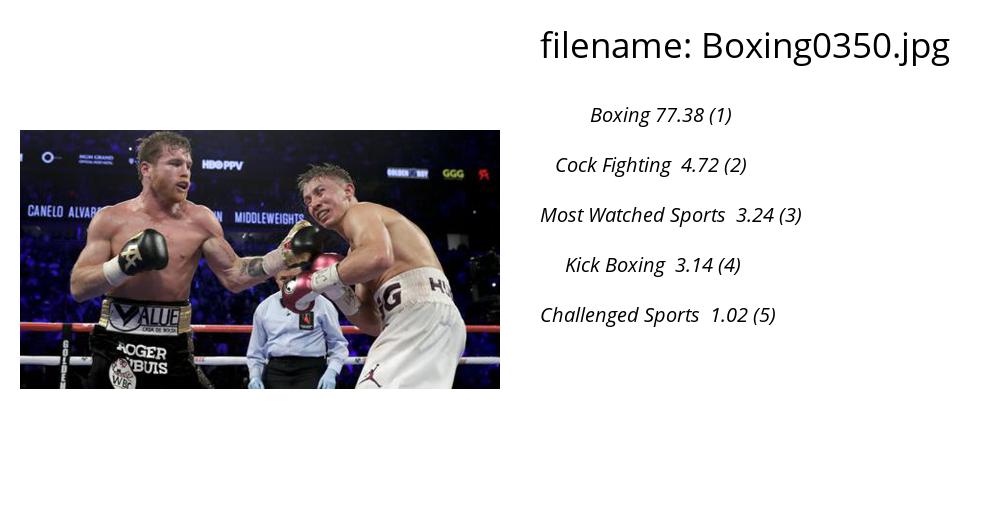 filename: Boxing0350.jpg
Boxing 77.38 (1)
Cock Fighting 4.72 (2)
Most Watched Sports 3.24 (3)
Kick Boxing 3.14 (4)
Challenged Sports 1.02 (5)
MGM GRAND
HBO PPV
GOLDEN BOY
GGG
CANELO ALVAR
MIDDLEWEIGHTS
VALUE
ROGER
DUBUIS
WBC
GOLDEN
G